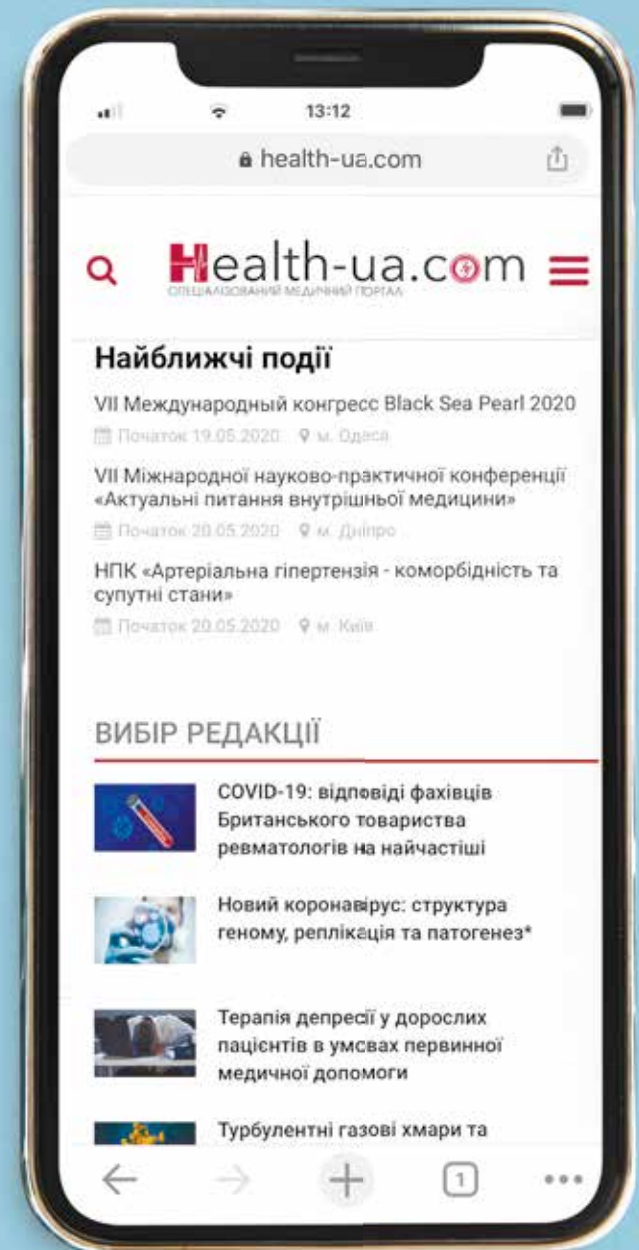 13:12
health-ua.com
Health-ua.com
СПЕЦІАЛІЗОВАНИЙ МЕДИЧНИЙ ПОРТАЛ
Найближчі події
VII Международный конгресс Black Sea Pearl 2020
Початок 19.05.2020 м. Одеса
VII Міжнародної науково-практичної конференції
«Актуальні питання внутрішньої медицини»
Початок 20.05.2020 м. Дніпро
НПК «Артеріальна гіпертензія - коморбідність та
супутні стани»
Початок 20.05.2020 м. Київ
ВИБІР РЕДАКЦІЇ
COVID-19: відповіді фахівців
Британського товариства
ревматологів на найчастіші
Новий коронавірус: структура
геному, реплікація та патогенез*
Терапія депресії у дорослих
пацієнтів в умовах первинної
медичної допомоги
Турбулентні газові хмари та
1